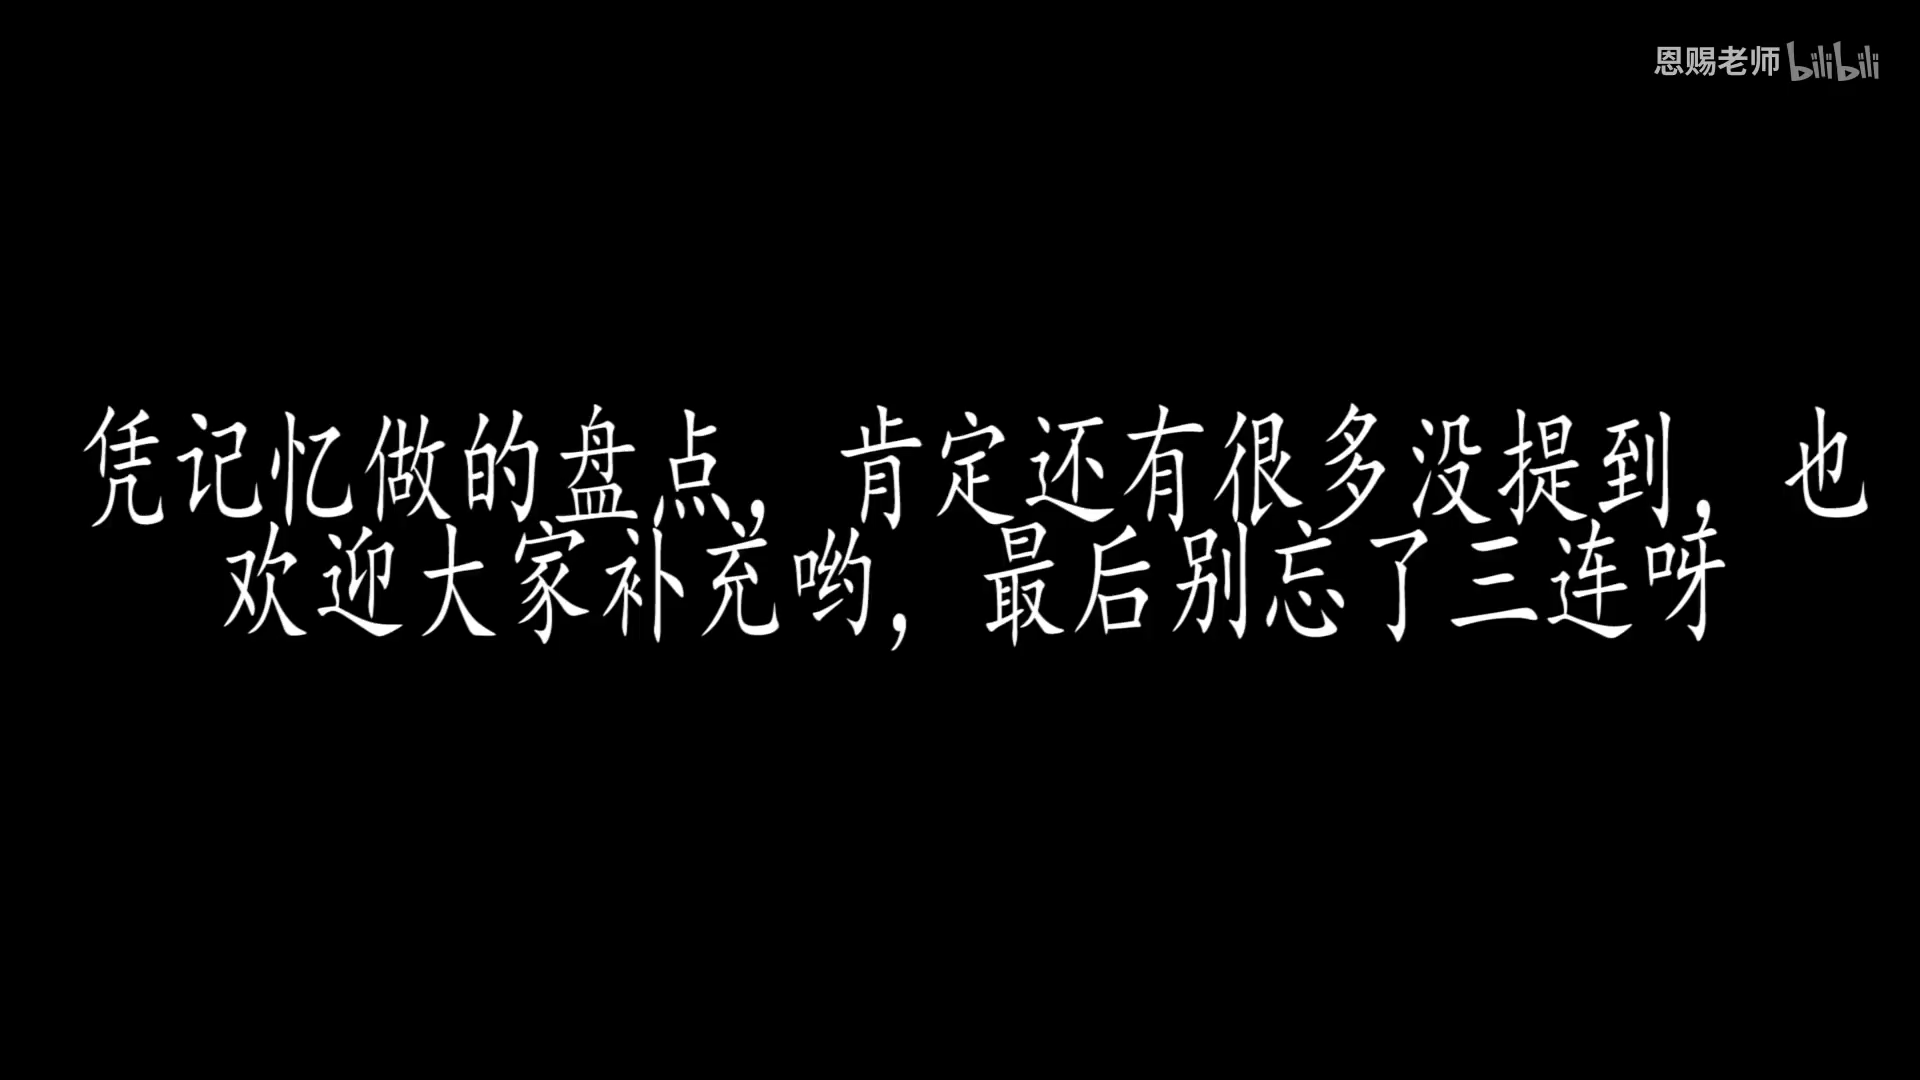 恩赐老师 bilibili
凭记忆做的盘点，肯定还有很多没提到，也
欢迎大家补充哟，最后别忘了三连呀